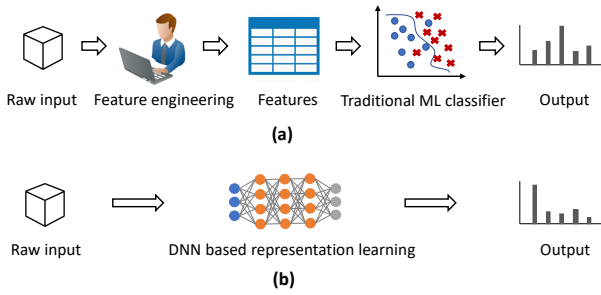 Raw input Feature engineering Features Traditional ML classifier Output
(a)
Raw input DNN based representation learning Output
(b)